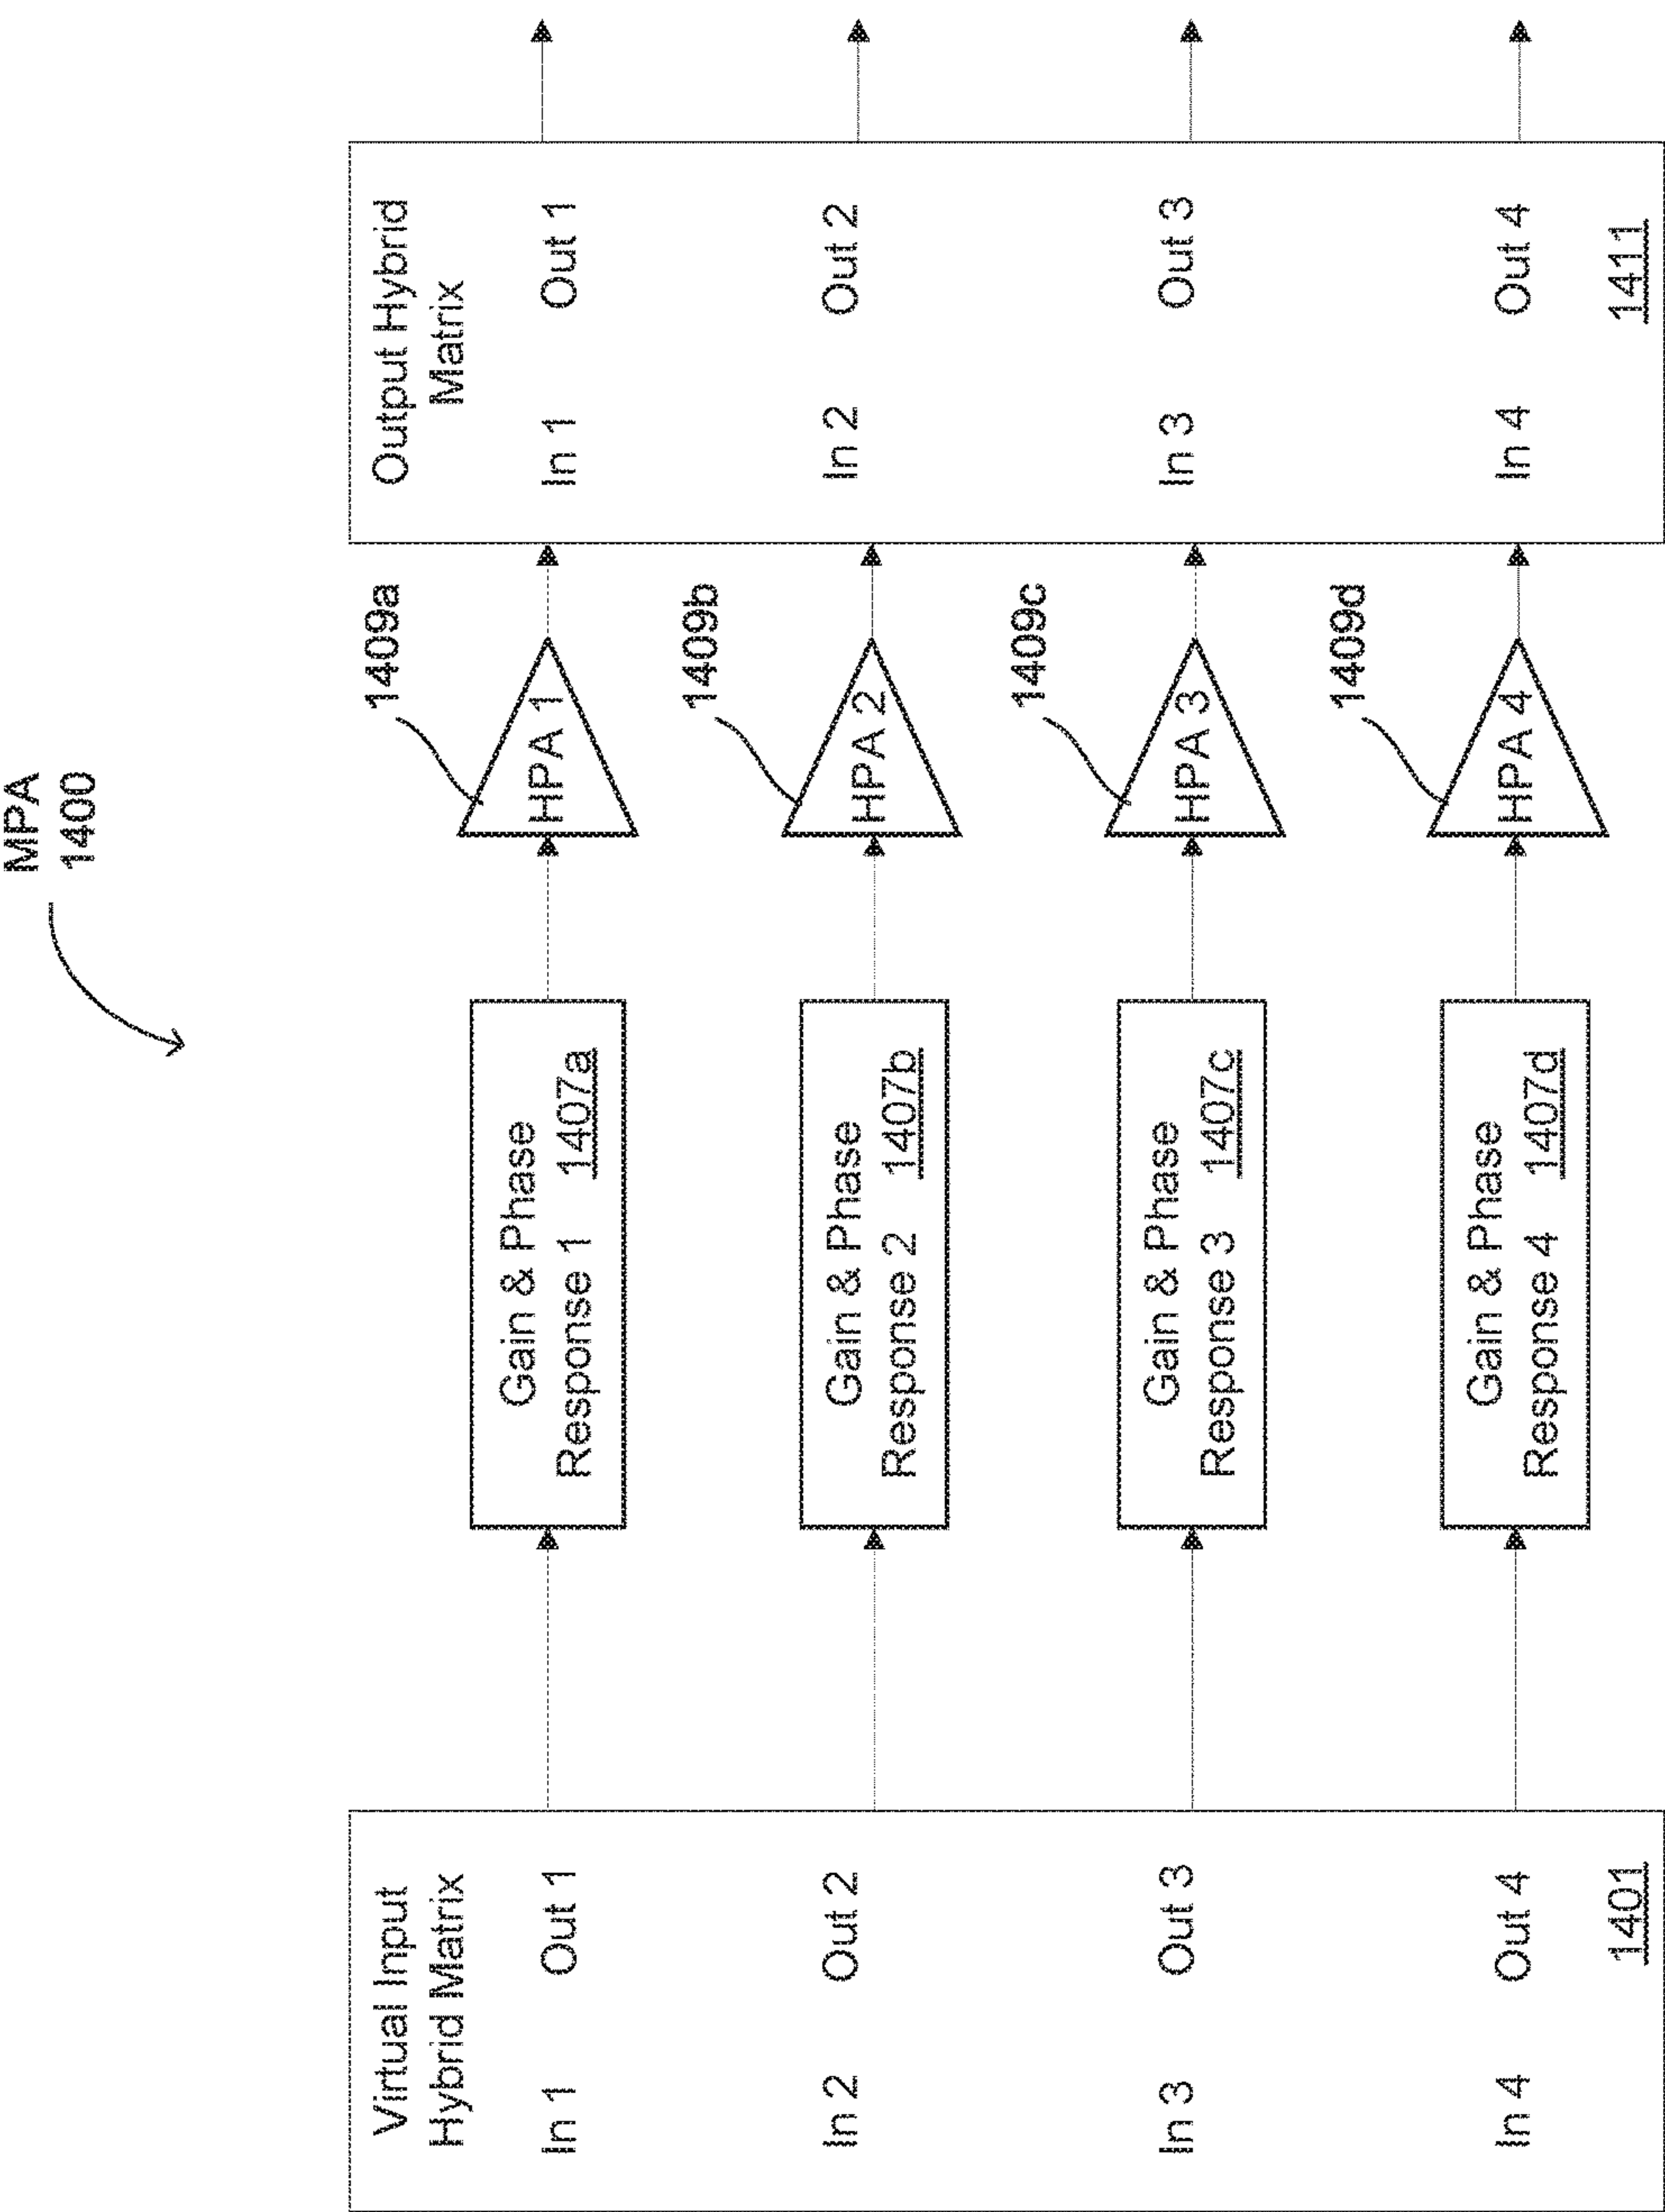 MPA
1400
Virtual Input
Hybrid Matrix
In 1 Out 1
In 2 Out 2
In 3 Out 3
In 4 Out 4
1401
Gain & Phase
Response 1 1407a
Gain & Phase
Response 2 1407b
Gain & Phase
Response 3 1407c
Gain & Phase
Response 4 1407d
1409a
HPA 1
1409b
HPA 2
1409c
HPA 3
1409d
HPA 4
Output Hybrid
Matrix
In 1 Out 1
In 2 Out 2
In 3 Out 3
In 4 Out 4
1411